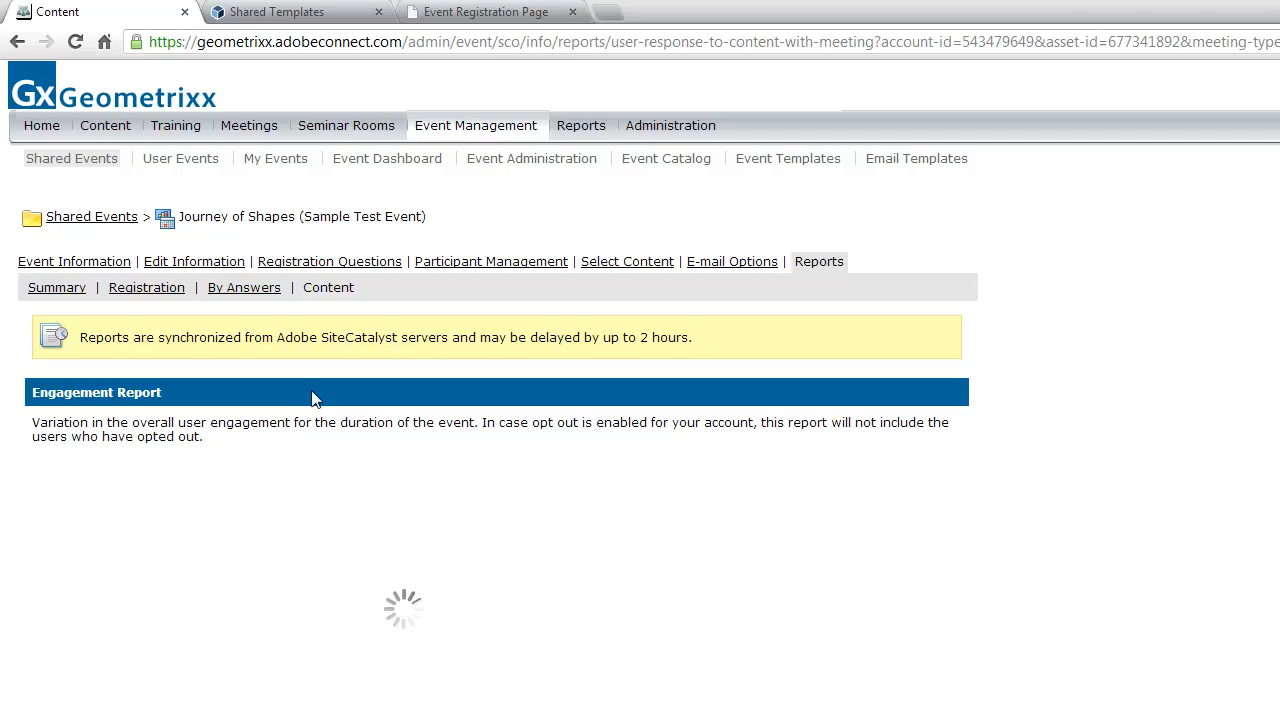 Content
Shared Templates
Event Registration Page
https://geometrixx.adobeconnect.com/admin/event/sco/info/reports/user-response-to-content-with-meeting?account-id=543479649&asset-id=677341892&meeting-type
Gx Geometrixx
Home Content Training Meetings Seminar Rooms Event Management Reports Administration
Shared Events User Events My Events Event Dashboard Event Administration Event Catalog Event Templates Email Templates
Shared Events > Journey of Shapes (Sample Test Event)
Event Information | Edit Information | Registration Questions | Participant Management | Select Content | E-mail Options | Reports
Summary | Registration | By Answers | Content
Reports are synchronized from Adobe SiteCatalyst servers and may be delayed by up to 2 hours.
Engagement Report
Variation in the overall user engagement for the duration of the event. In case opt out is enabled for your account, this report will not include the
users who have opted out.